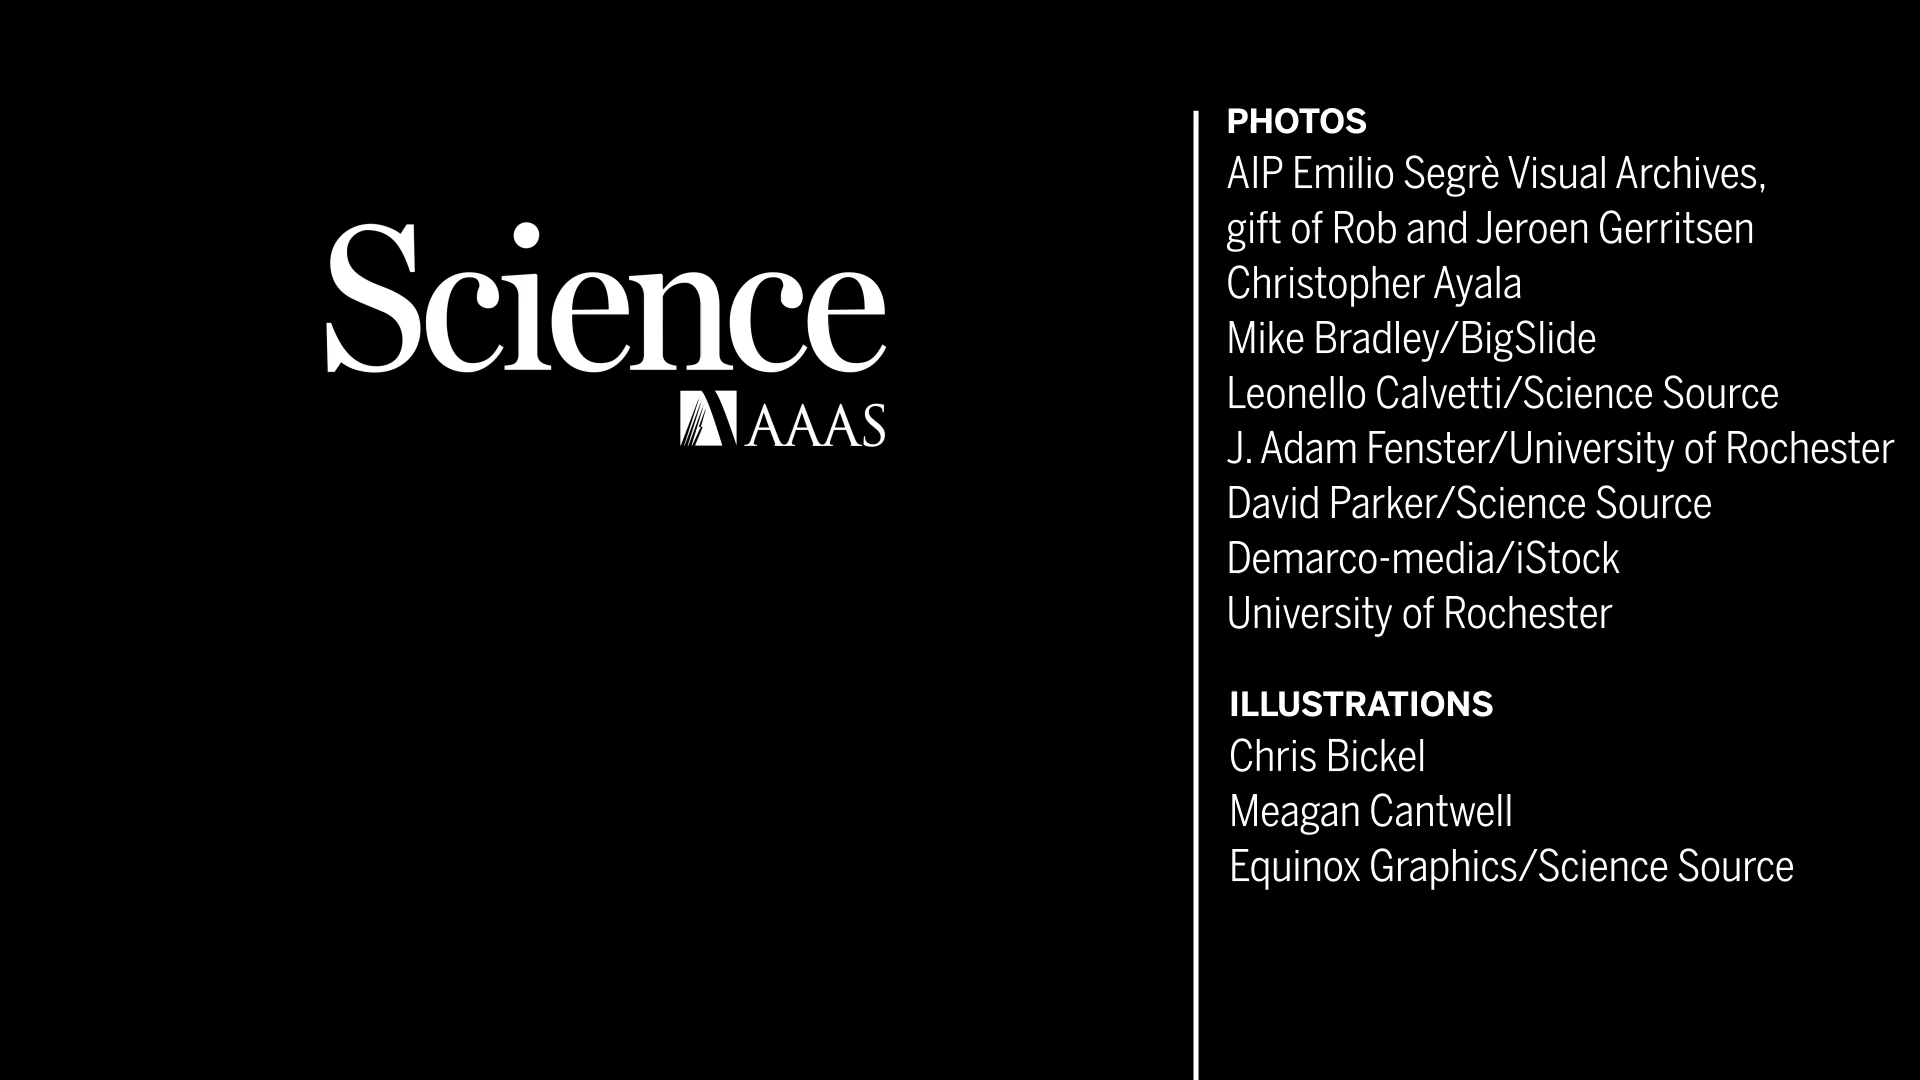 Science
AAAS
PHOTOS
AIP Emilio Segrè Visual Archives,
gift of Rob and Jeroen Gerritsen
Christopher Ayala
Mike Bradley/BigSlide
Leonello Calvetti/Science Source
J. Adam Fenster/University of Rochester
David Parker/Science Source
Demarco-media/iStock
University of Rochester
ILLUSTRATIONS
Chris Bickel
Meagan Cantwell
Equinox Graphics/Science Source